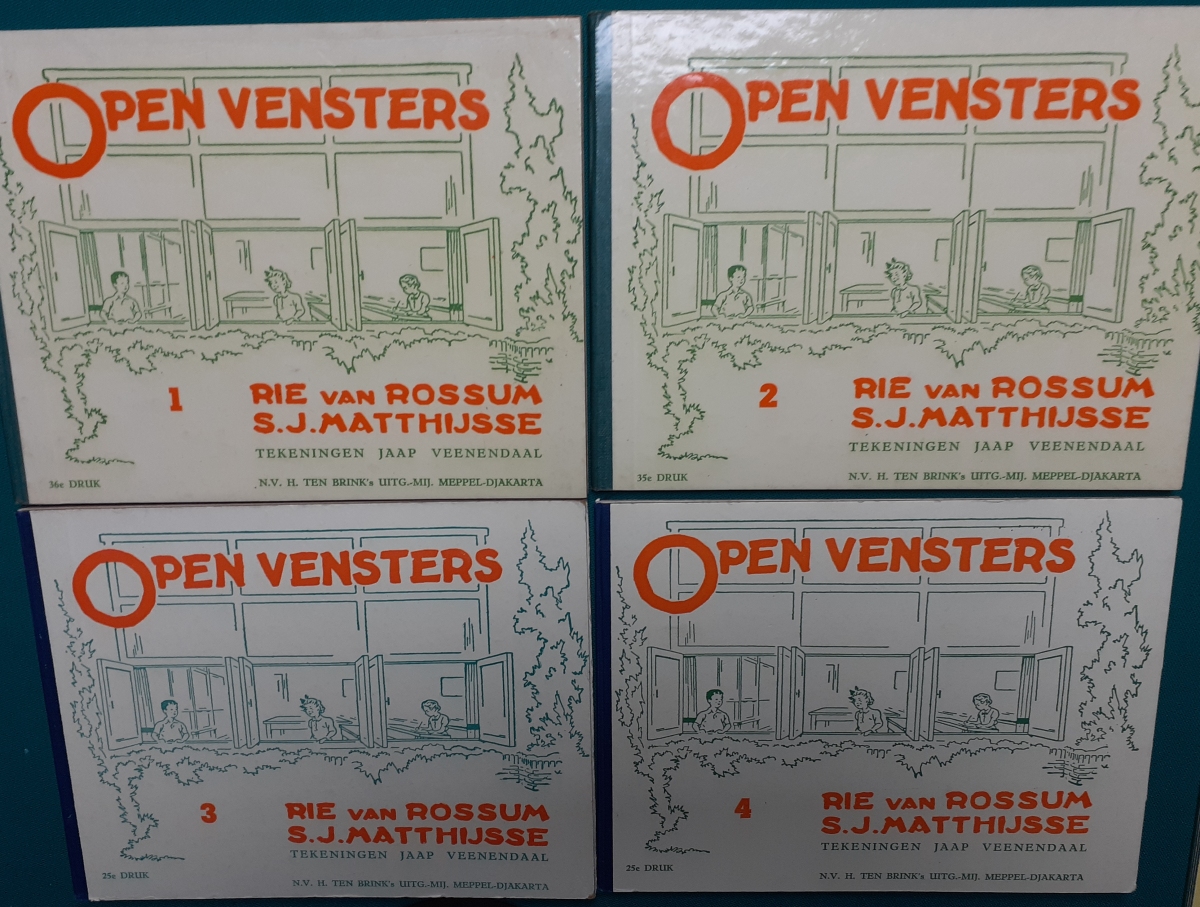 OPEN VENSTERS
1
RIE VAN ROSSUM
S.J. MATTHIJSSE
TEKENINGEN JAAP VEENENDAAL
36e DRUK
N.V. H. TEN BRINK's UITG.-MIJ. MEPPEL-DJAKARTA
OPEN VENSTERS
2
RIE VAN ROSSUM
S.J. MATTHIJSSE
TEKENINGEN JAAP VEENENDAAL
35e DRUK
N.V. H. TEN BRINK's UITG.-MIJ. MEPPEL-DJAKARTA
OPEN VENSTERS
3
RIE VAN ROSSUM
S.J. MATTHIJSSE
TEKENINGEN JAAP VEENENDAAL
25e DRUK
N.V. H. TEN BRINK's UITG.-MIJ. MEPPEL-DJAKARTA
OPEN VENSTERS
4
RIE VAN ROSSUM
S.J. MATTHIJSSE
TEKENINGEN JAAP VEENENDAAL
25e DRUK
N.V. H. TEN BRINK's UITG.-MIJ. MEPPEL-DJAKARTA